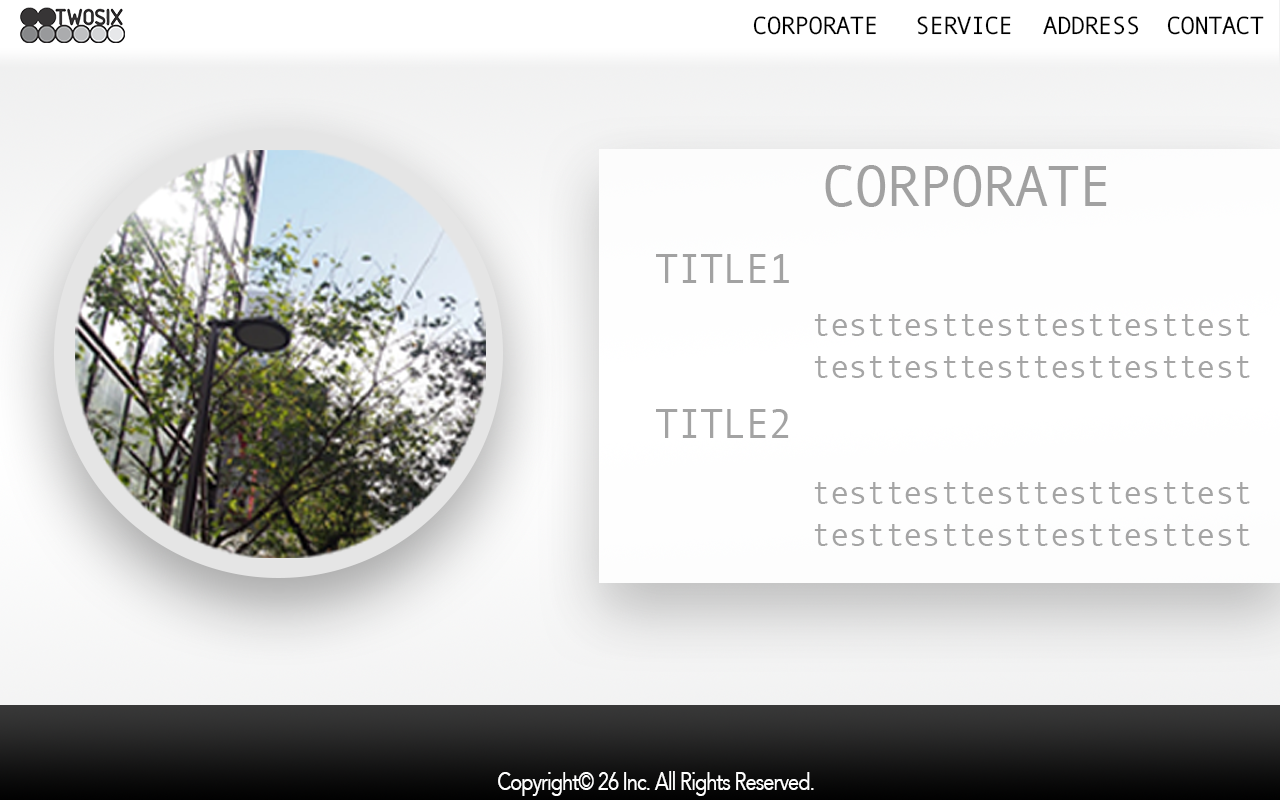 TWOSIX
CORPORATE SERVICE ADDRESS CONTACT
CORPORATE
TITLE1
testtesttesttesttesttest
testtesttesttesttesttest
TITLE2
testtesttesttesttesttest
testtesttesttesttesttest
Copyright© 26 Inc. All Rights Reserved.